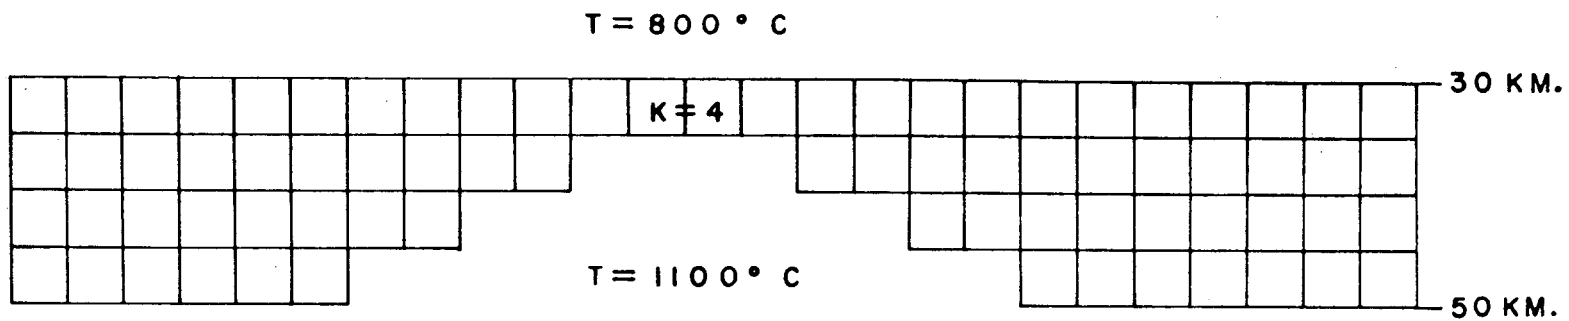 T = 800° C
30 KM.
K = 4
T = 1100° C
50 KM.